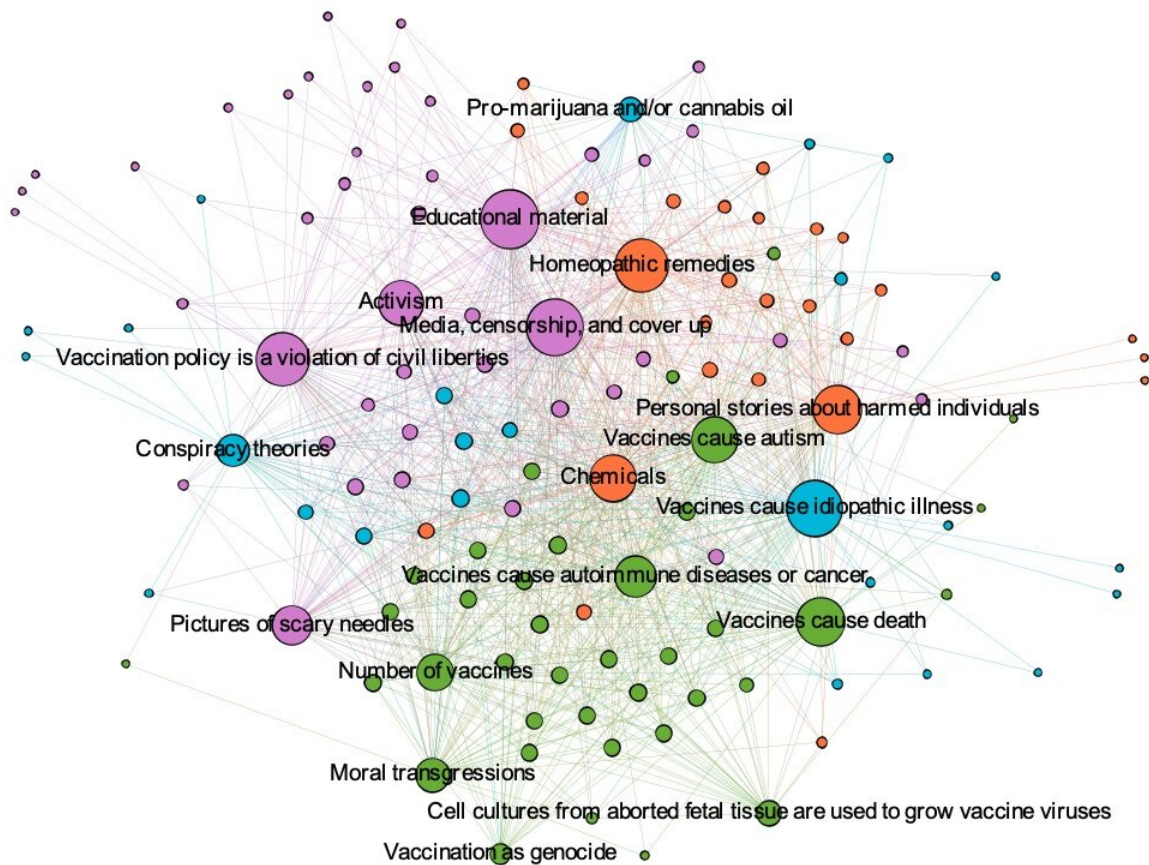 Pro-marijuana and/or cannabis oil
Educational material
Homeopathic remedies
Activism
Media, censorship, and cover up
Vaccination policy is a violation of civil liberties
Personal stories about harmed individuals
Vaccines cause autism
Conspiracy theories
Chemicals
Vaccines cause idiopathic illness
Vaccines cause autoimmune diseases or cancer
Pictures of scary needles
Vaccines cause death
Number of vaccines
Moral transgressions
Cell cultures from aborted fetal tissue are used to grow vaccine viruses
Vaccination as genocide